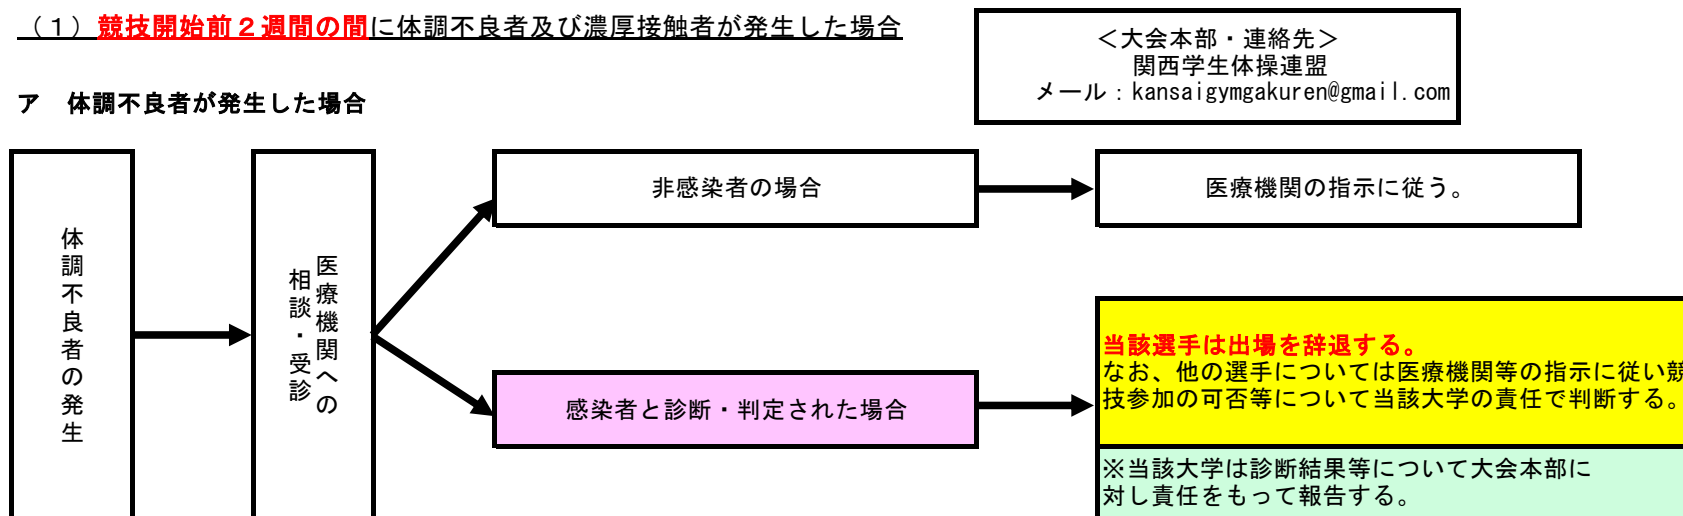 （１）競技開始前２週間の間に体調不良者及び濃厚接触者が発生した場合
＜大会本部・連絡先＞
関西学生体操連盟
メール：kansaigymgakuren@gmail.com
ア　体調不良者が発生した場合
体調不良者の発生
医療機関への
相談・受診
非感染者の場合
医療機関の指示に従う。
感染者と診断・判定された場合
当該選手は出場を辞退する。
なお、他の選手については医療機関等の指示に従い競
技参加の可否等について当該大学の責任で判断する。
※当該大学は診断結果等について大会本部に
対し責任をもって報告する。